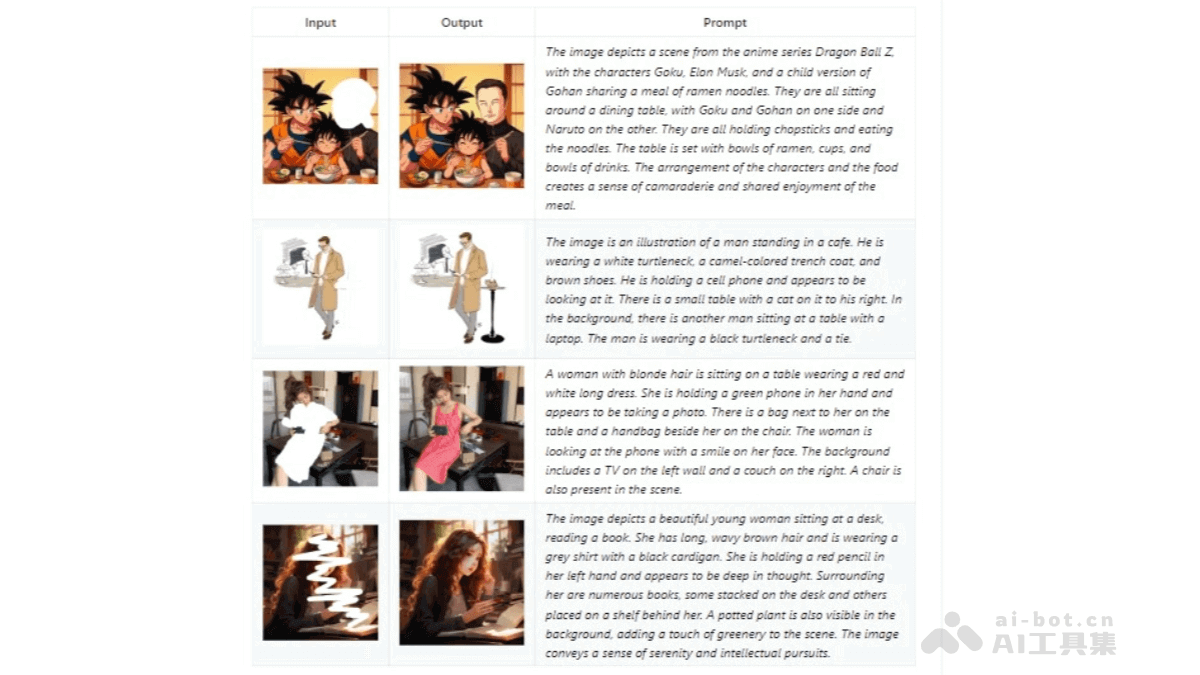 Input Output Prompt
The image depicts a scene from the anime series Dragon Ball Z,
with the characters Goku, Elon Musk, and a child version of
Gohan sharing a meal of ramen noodles. They are all sitting
around a dining table, with Goku and Gohan on one side and
Naruto on the other. They are all holding chopsticks and eating
the noodles. The table is set with bowls of ramen, cups, and
bowls of drinks. The arrangement of the characters and the food
creates a sense of camaraderie and shared enjoyment of the
meal.
The image is an illustration of a man standing in a cafe. He is
wearing a white turtleneck, a camel-colored trench coat, and
brown shoes. He is holding a cell phone and appears to be
looking at it. There is a small table with a cat on it to his right. In
the background, there is another man sitting at a table with a
laptop. The man is wearing a black turtleneck and a tie.
A woman with blonde hair is sitting on a table wearing a red and
white long dress. She is holding a green phone in her hand and
appears to be taking a photo. There is a bag next to her on the
table and a handbag beside her on the chair. The woman is
looking at the phone with a smile on her face. The background
includes a TV on the left wall and a couch on the right. A chair is
also present in the scene.
The image depicts a beautiful young woman sitting at a desk,
reading a book. She has long, wavy brown hair and is wearing a
grey shirt with a black cardigan. She is holding a red pencil in
her left hand and appears to be deep in thought. Surrounding
her are numerous books, some stacked on the desk and others
placed on a shelf behind her. A potted plant is also visible in the
background, adding a touch of greenery to the scene. The image
conveys a sense of serenity and intellectual pursuits.
ai-bot.cn
AI工具集